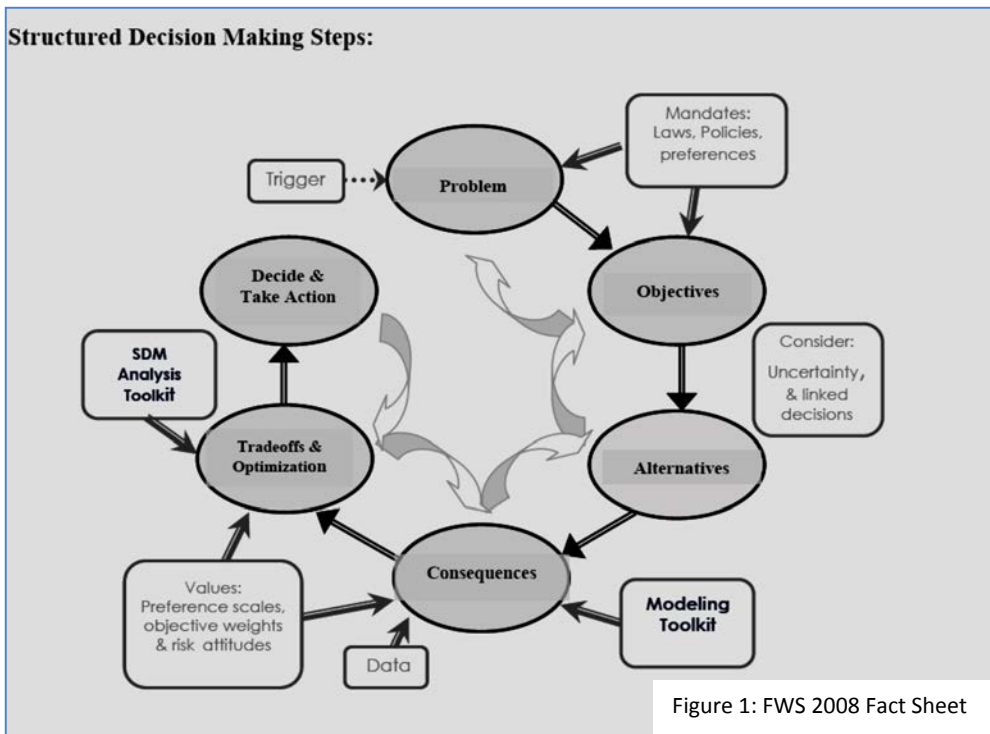 Structured Decision Making Steps:
Mandates:
Laws, Policies,
preferences
Trigger
Problem
Decide &
Take Action
Objectives
SDM
Analysis
Toolkit
Consider:
Uncertainty,
& linked
decisions
Tradeoffs &
Optimization
Alternatives
Consequences
Values:
Preference scales,
objective weights
& risk attitudes
Modeling
Toolkit
Data
Figure 1: FWS 2008 Fact Sheet